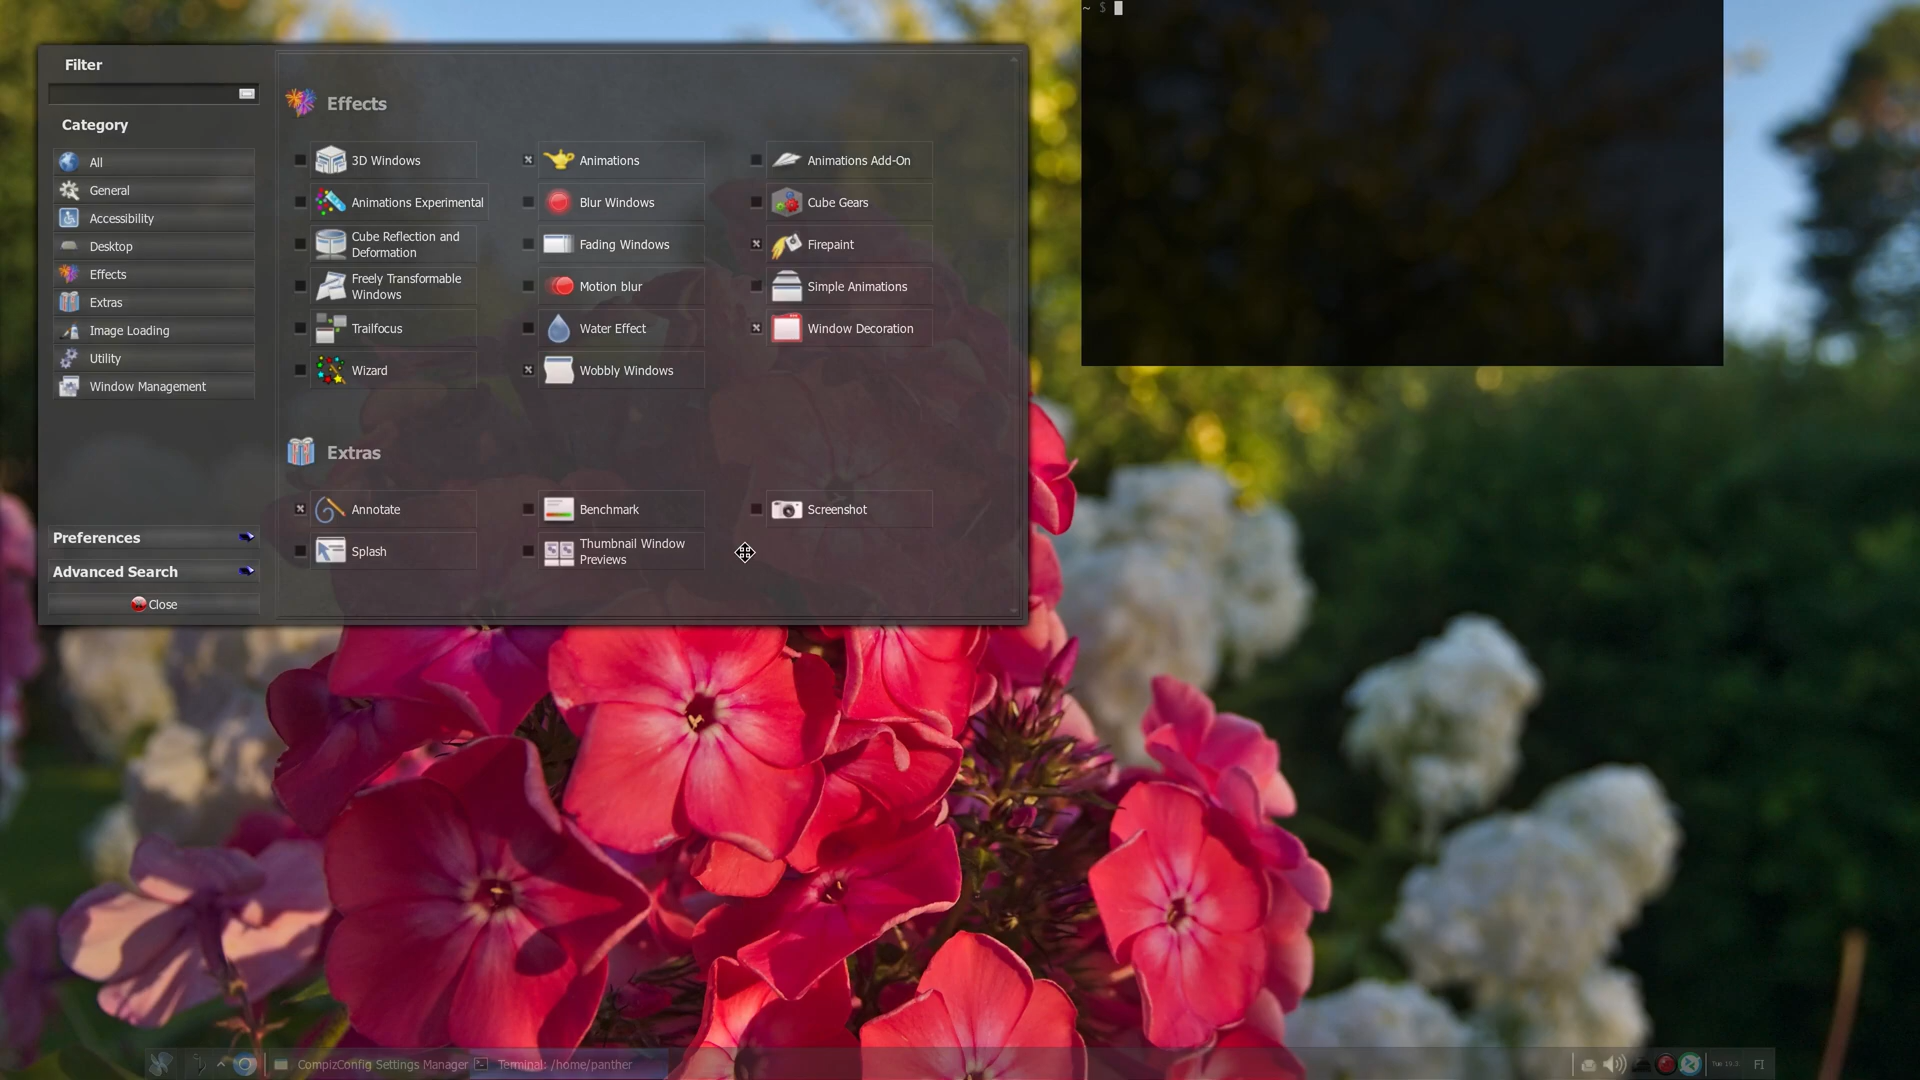 ~ $
Filter
Category
All
General
Accessibility
Desktop
Effects
Extras
Image Loading
Utility
Window Management
Preferences
Advanced Search
Close
Effects
3D Windows
Animations
Animations Add-On
Animations Experimental
Blur Windows
Cube Gears
Cube Reflection and
Deformation
Fading Windows
Firepaint
Freely Transformable
Windows
Motion blur
Simple Animations
Trailfocus
Water Effect
Window Decoration
Wizard
Wobbly Windows
Extras
Annotate
Benchmark
Screenshot
Splash
Thumbnail Window
Previews
CompizConfig Settings Manager
Terminal: /home/panther
FI